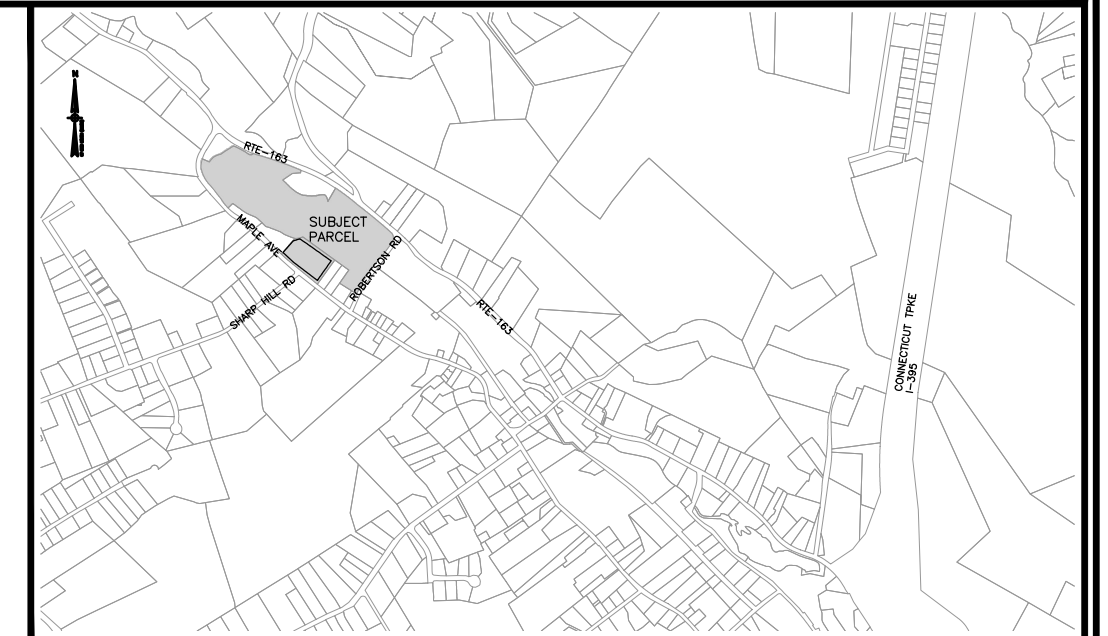 N
RTE-163
SUBJECT
PARCEL
MAPLE AVE
ROBERTSON RD
SHARP HILL RD
RTE-163
CONNECTICUT TPKE
I-395